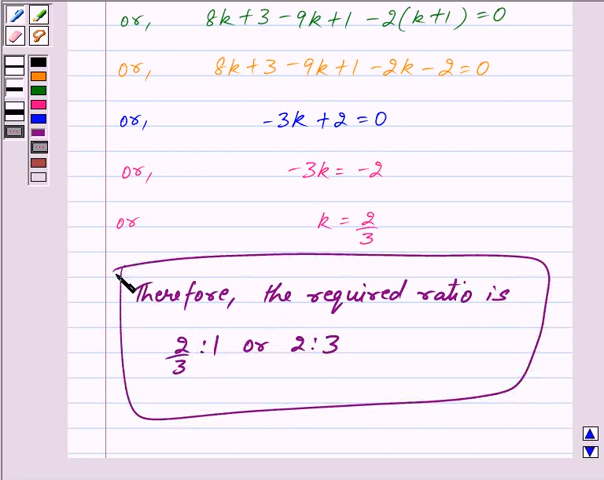 or, 8k+3-9k+1-2(k+1)=0
or, 8k+3-9k+1-2k-2=0
or, -3k+2=0
or, -3k=-2
or k=2/3
Therefore, the required ratio is
2/3:1 or 2:3